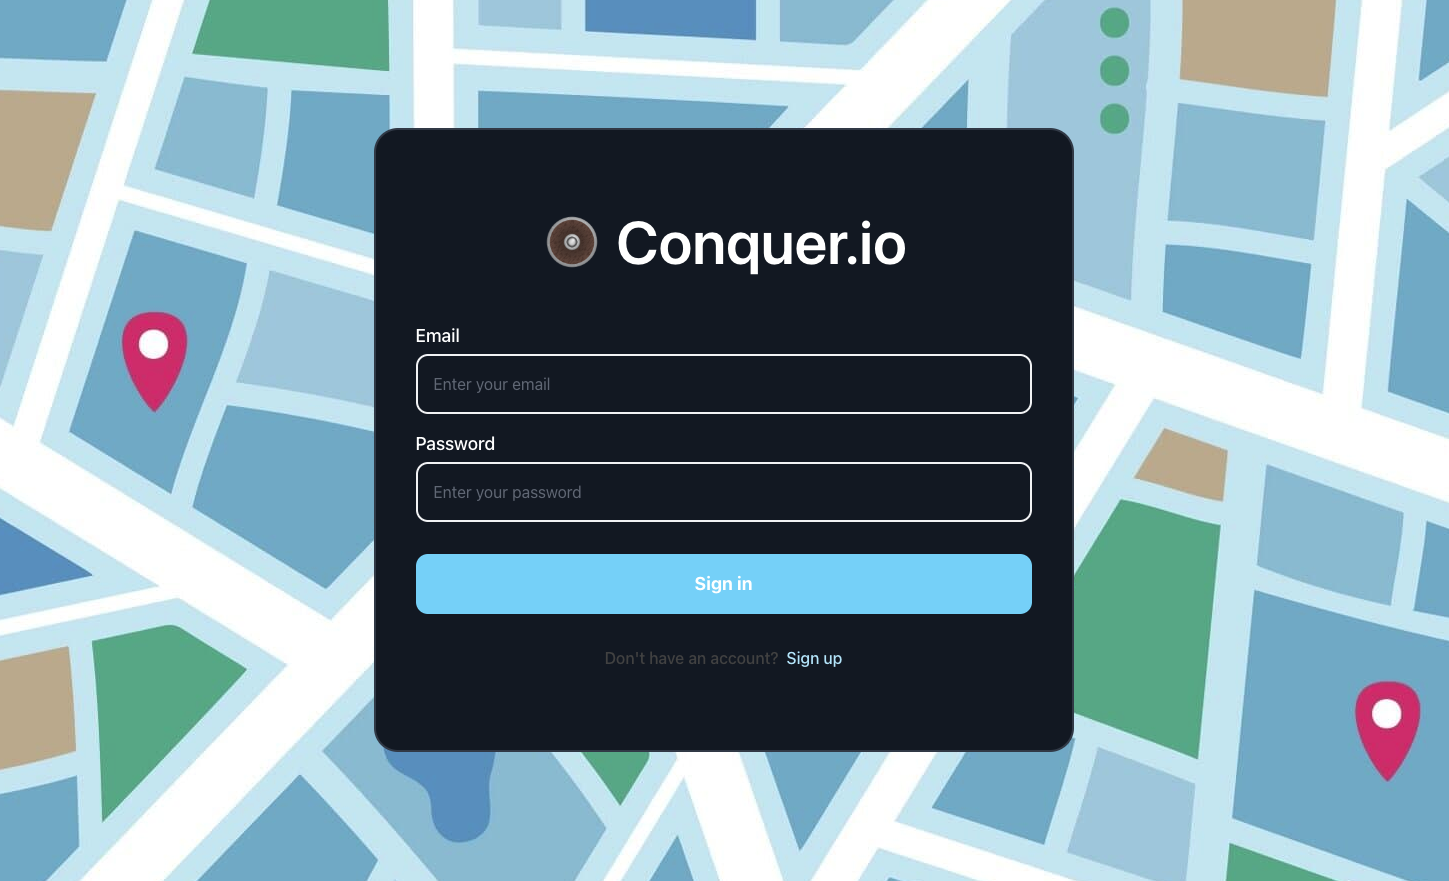 Conquer.io
Email
Enter your email
Password
Enter your password
Sign in
Don't have an account? Sign up